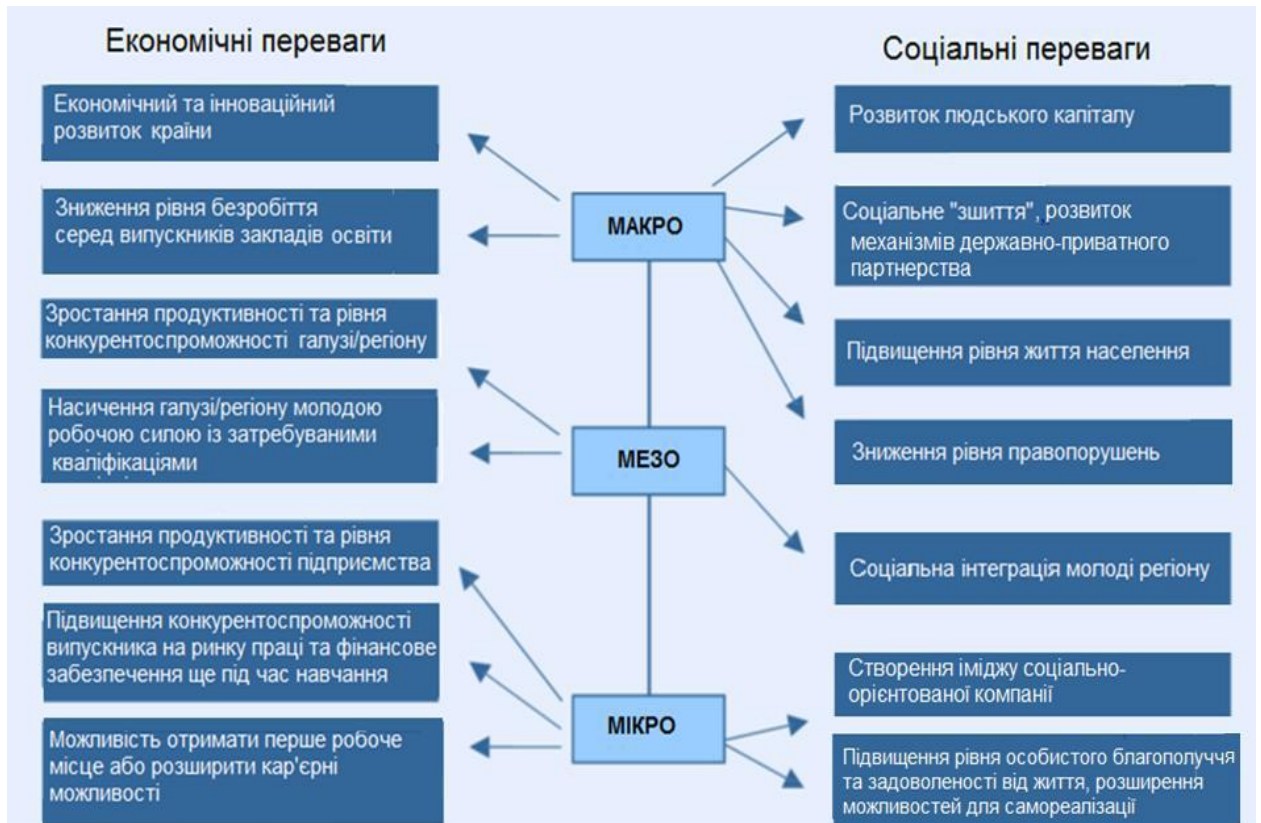 Економічні переваги
Економічний та інноваційний
розвиток країни
Зниження рівня безробіття
серед випускників закладів освіти
Зростання продуктивності та рівня
конкурентоспроможності галузі/регіону
Насичення галузі/регіону молодою
робочою силою із затребуваними
кваліфікаціями
Зростання продуктивності та рівня
конкурентоспроможності підприємства
Підвищення конкурентоспроможності
випускника на ринку праці та фінансове
забезпечення ще під час навчання
Можливість отримати перше робоче
місце або розширити кар'єрні
можливості
МАКРО
МЕЗО
МІКРО
Соціальні переваги
Розвиток людського капіталу
Соціальне "зшиття", розвиток
механізмів державно-приватного
партнерства
Підвищення рівня життя населення
Зниження рівня правопорушень
Соціальна інтеграція молоді регіону
Створення іміджу соціально-
орієнтованої компанії
Підвищення рівня особистого благополуччя
та задоволеності від життя, розширення
можливостей для самореалізації